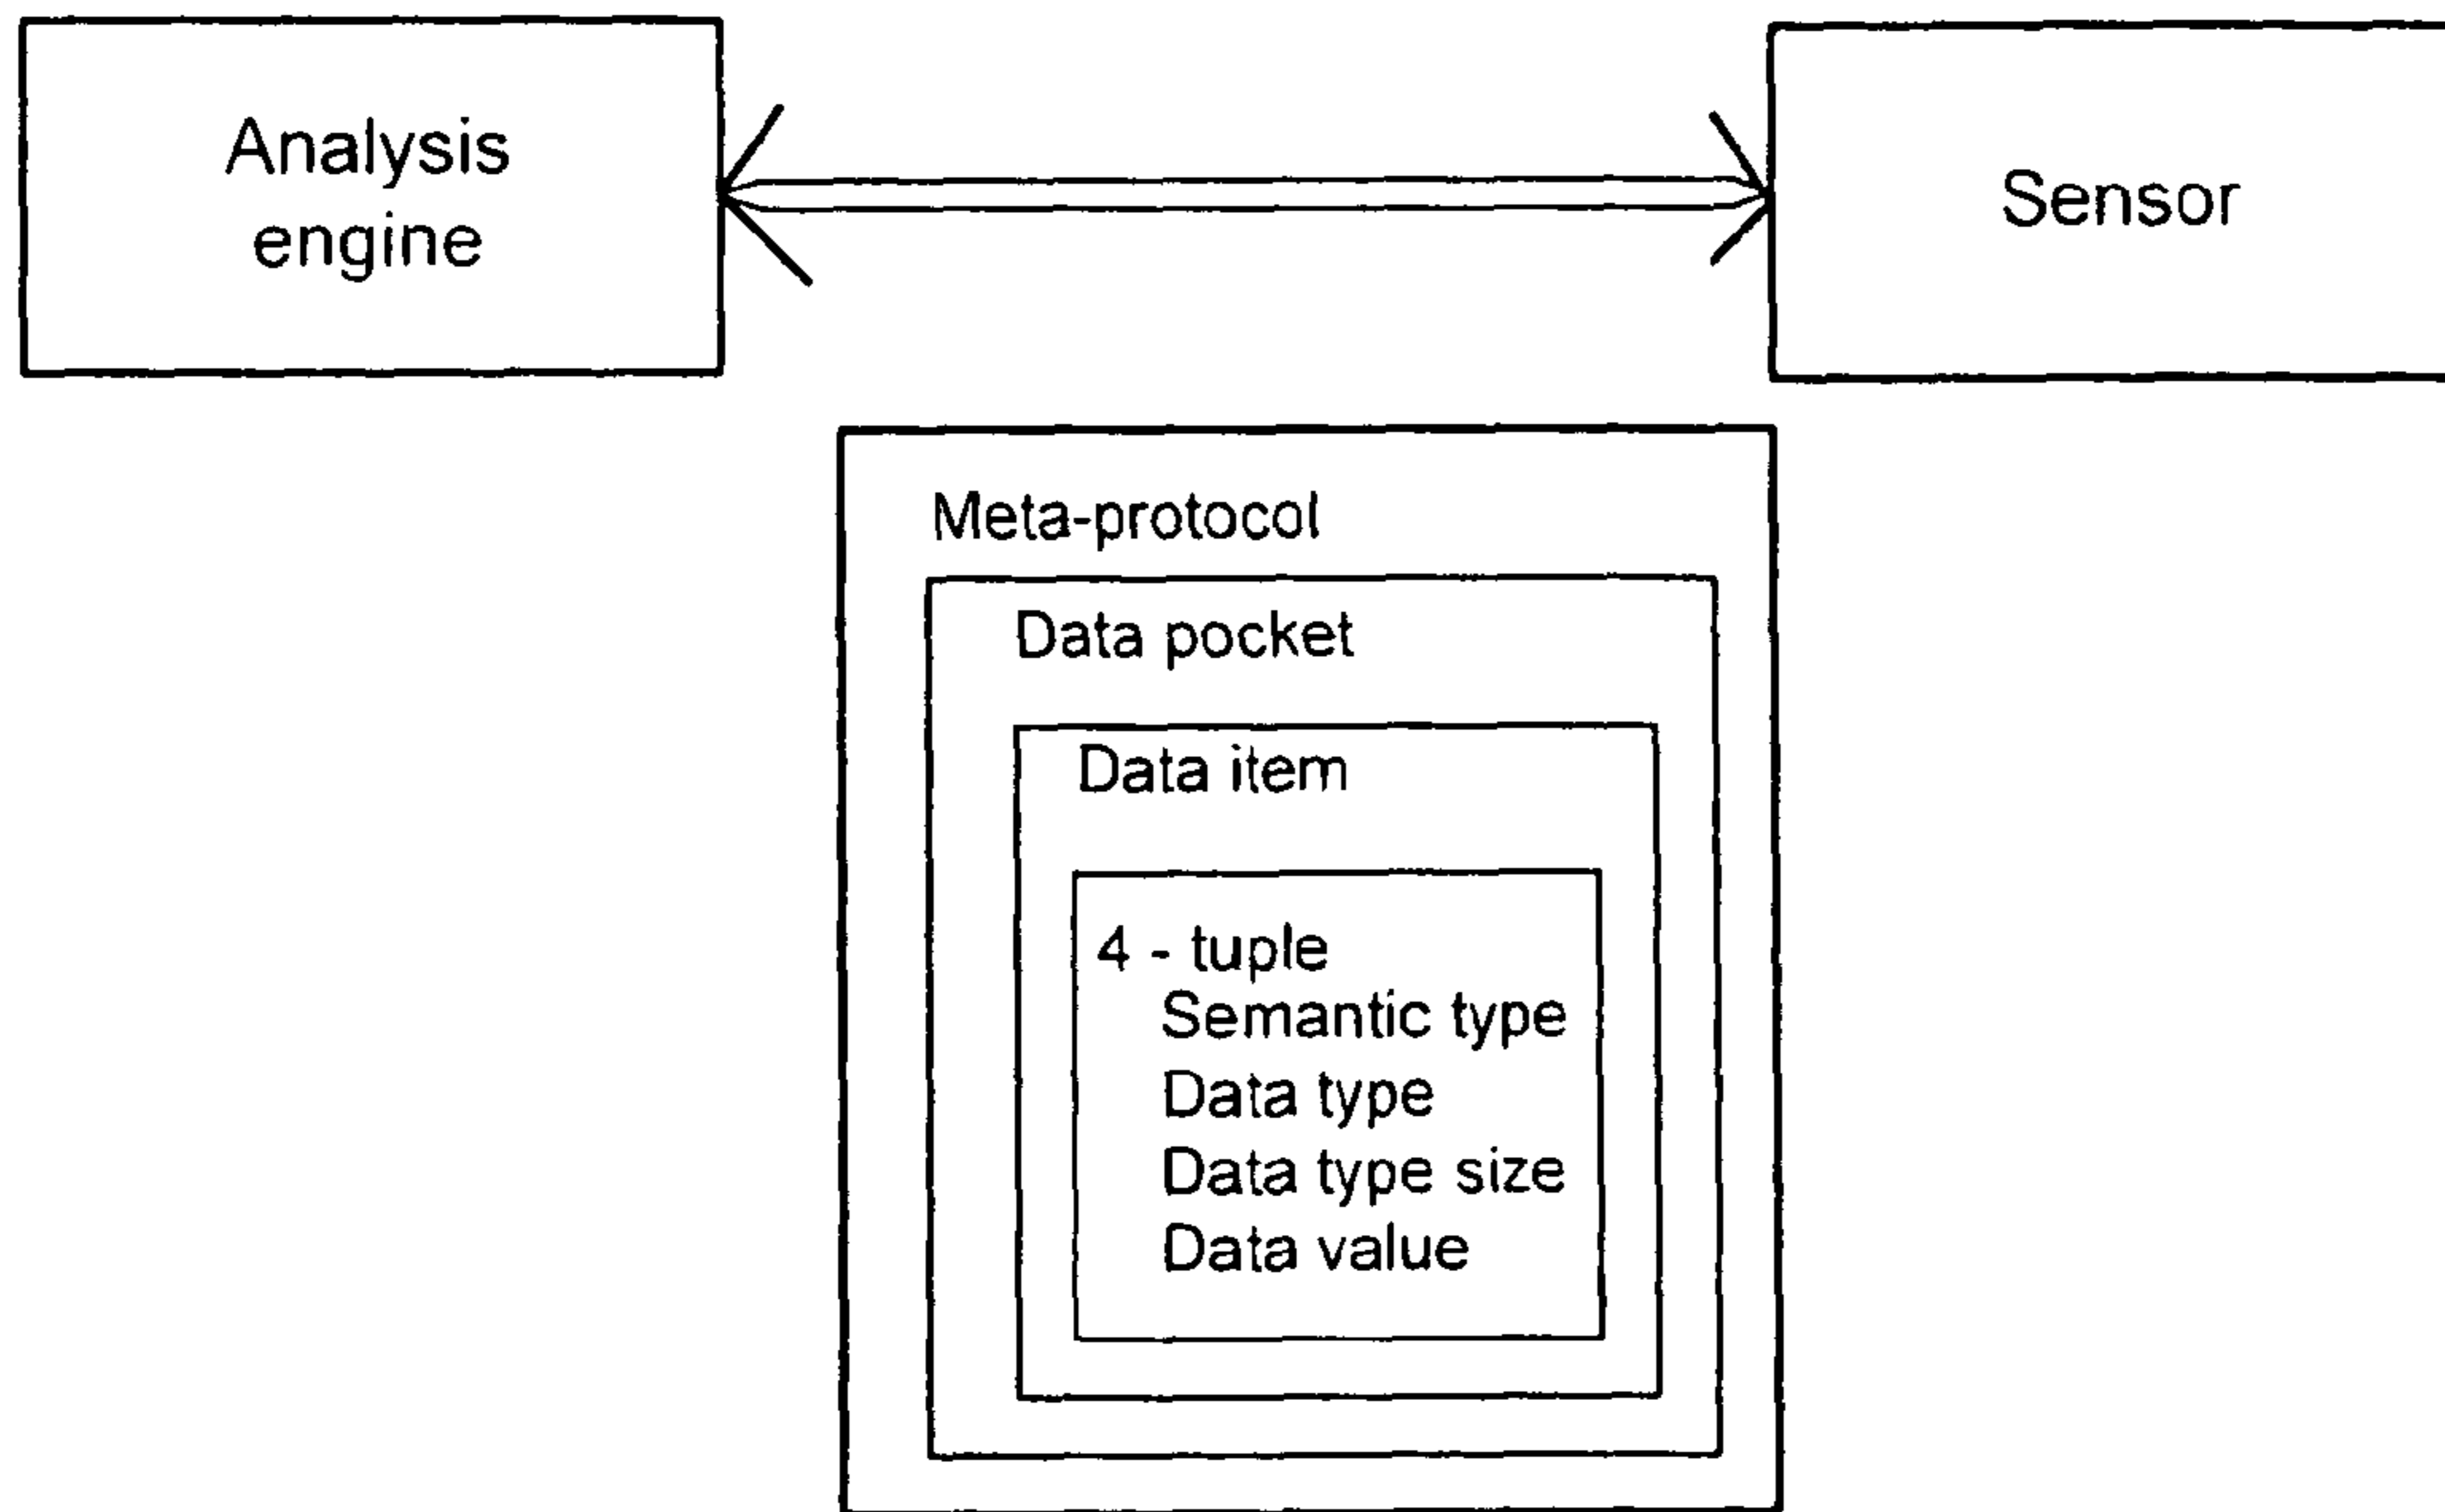 Analysis
engine
Sensor
Meta-protocol
Data pocket
Data item
4 - tuple
Semantic type
Data type
Data type size
Data value